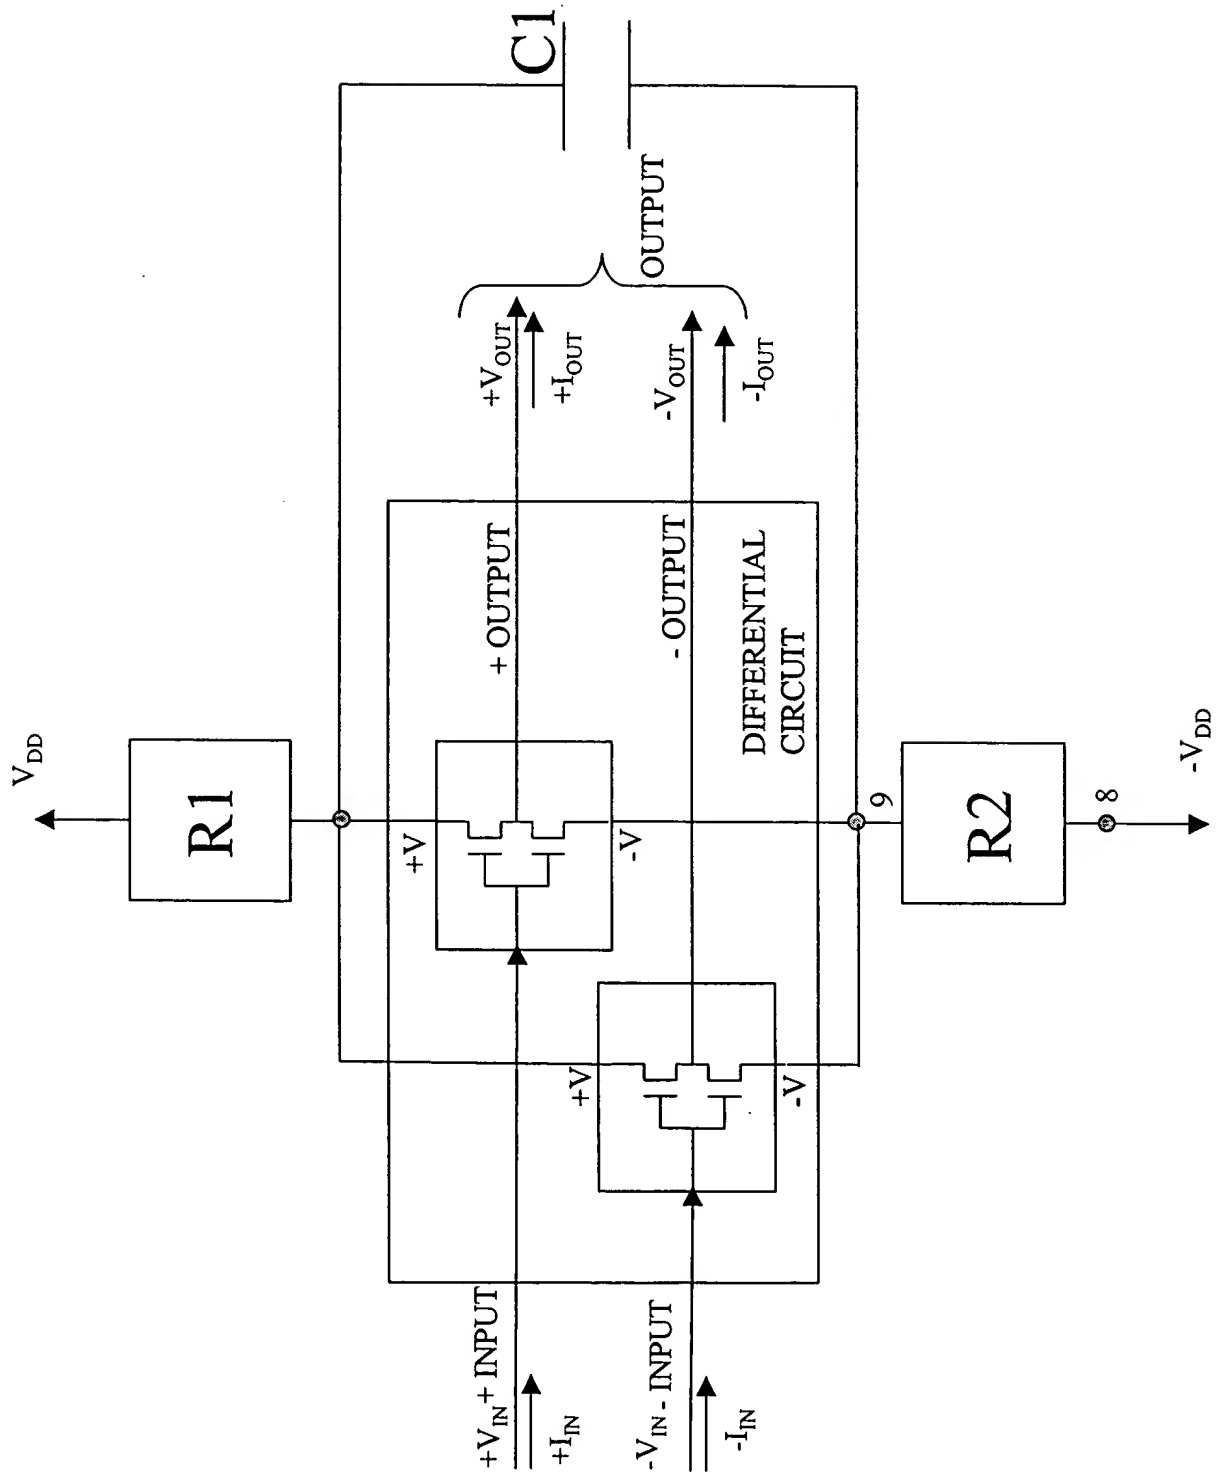 V_DD
R1
C1
+V
-V
+V
-V
+ OUTPUT
- OUTPUT
DIFFERENTIAL
CIRCUIT
+V_IN + INPUT
+I_IN
-V_IN - INPUT
-I_IN
+V_OUT
+I_OUT
-V_OUT
-I_OUT
OUTPUT
9
R2
8
-V_DD